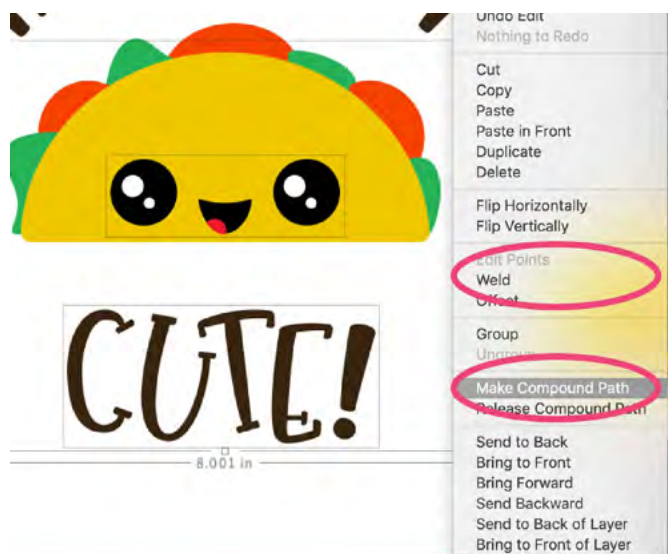 Undo Edit
Nothing to Redo
Cut
Copy
Paste
Paste in Front
Duplicate
Delete
Flip Horizontally
Flip Vertically
Edit Points
Weld
Offset
Group
Ungroup
Make Compound Path
Release Compound Path
Send to Back
Bring to Front
Bring Forward
Send Backward
Send to Back of Layer
Bring to Front of Layer
CUTE!
8.001 in